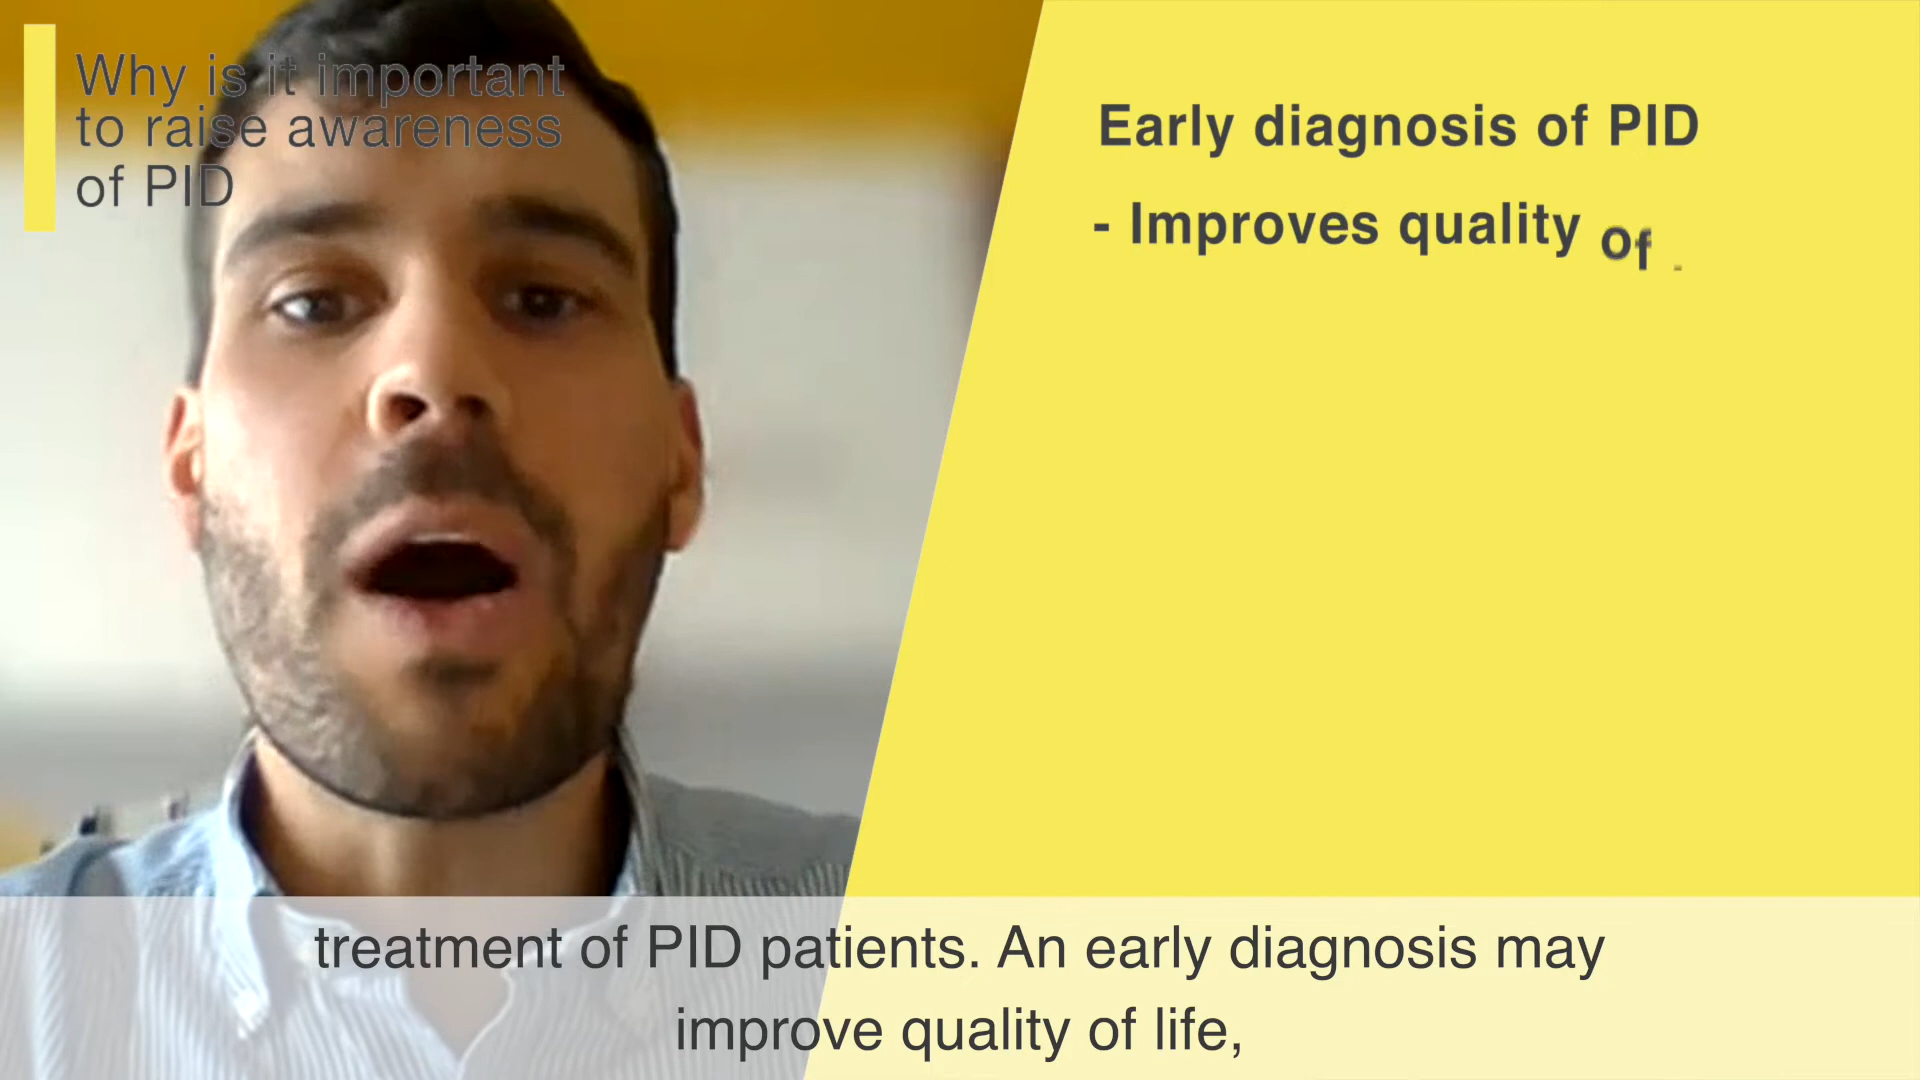 Why is it important
to raise awareness
of PID
Early diagnosis of PID
- Improves quality of
treatment of PID patients. An early diagnosis may
improve quality of life,